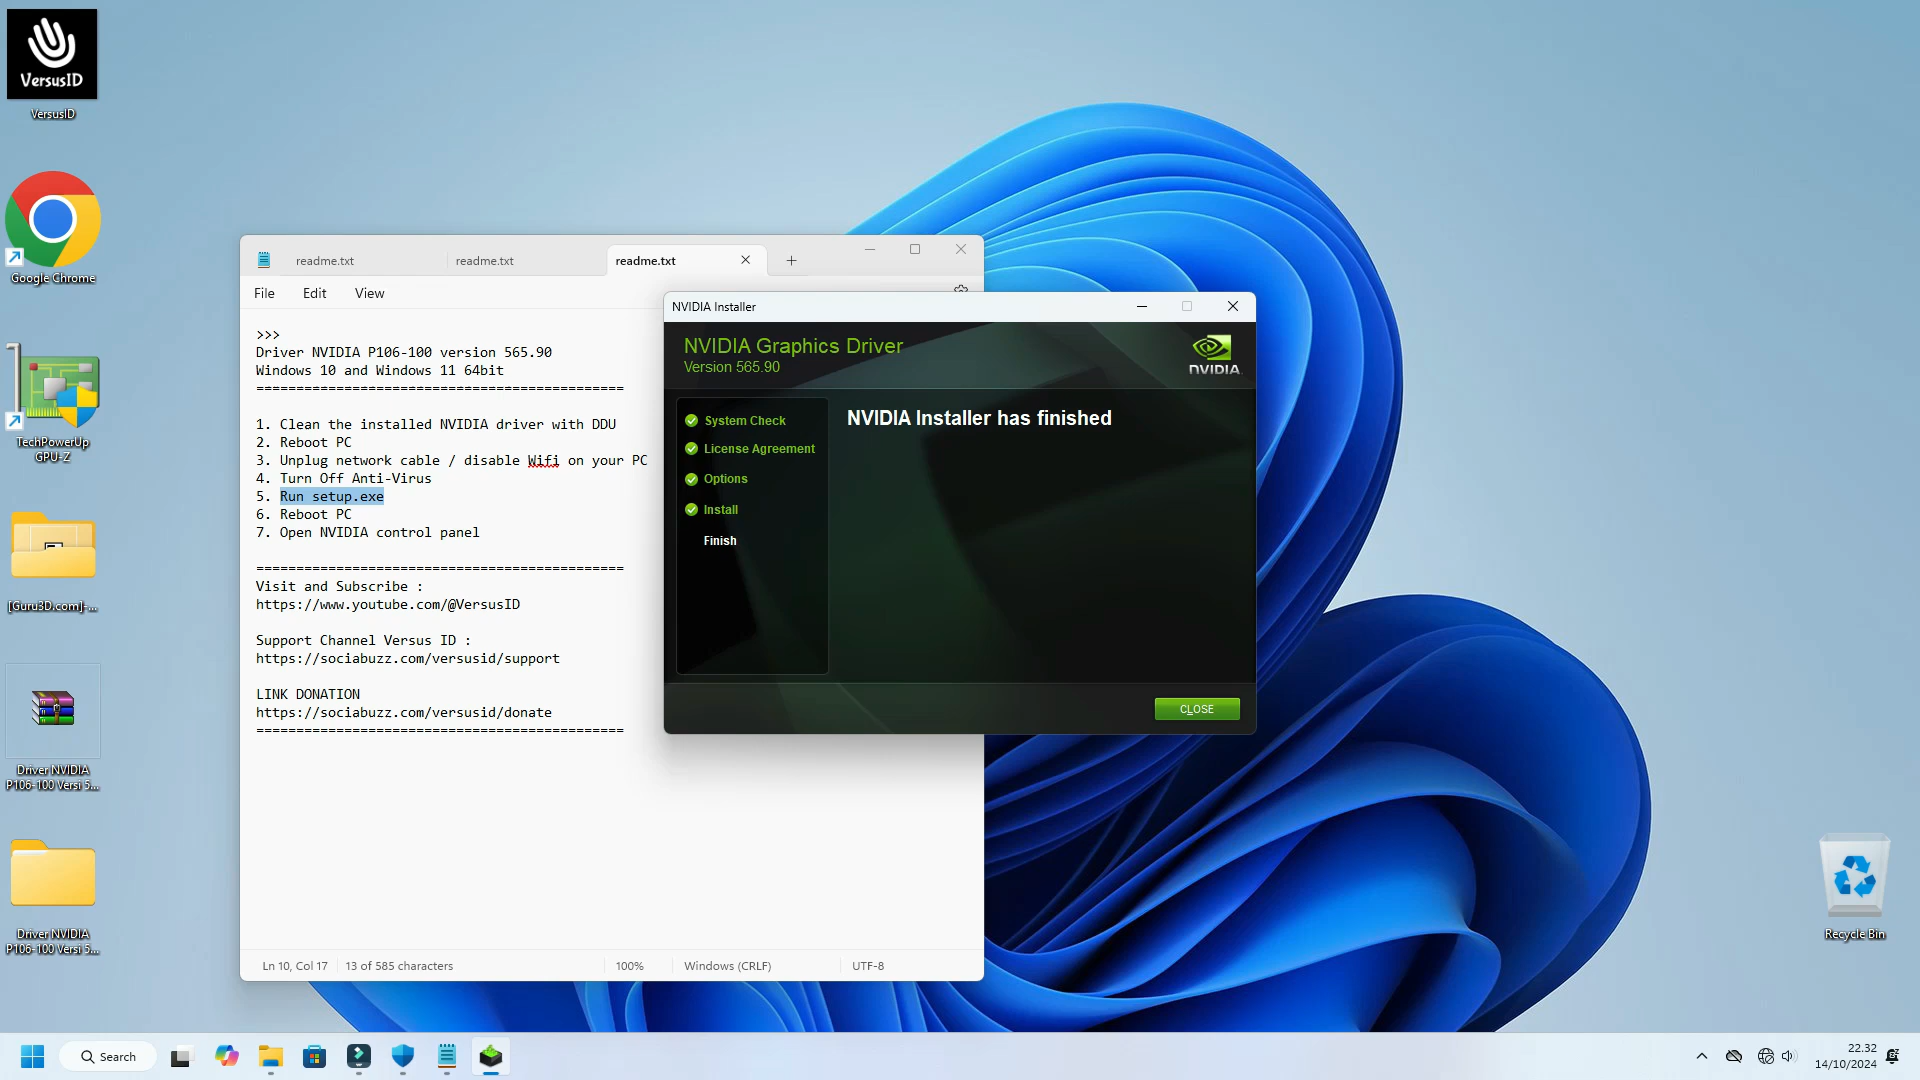 VersusID
VersusID
Google Chrome
TechPowerUp
GPU-Z
[Guru3D.com]-...
Driver NVIDIA
P106-100 Versi 5...
Driver NVIDIA
P106-100 Versi 5...
readme.txt
readme.txt
readme.txt
File
Edit
View
>>>
Driver NVIDIA P106-100 version 565.90
Windows 10 and Windows 11 64bit
==============================================
1. Clean the installed NVIDIA driver with DDU
2. Reboot PC
3. Unplug network cable / disable Wifi on your PC
4. Turn Off Anti-Virus
5. Run setup.exe
6. Reboot PC
7. Open NVIDIA control panel
==============================================
Visit and Subscribe :
https://www.youtube.com/@VersusID
Support Channel Versus ID :
https://sociabuzz.com/versusid/support
LINK DONATION
https://sociabuzz.com/versusid/donate
==============================================
Ln 10, Col 17
13 of 585 characters
100%
Windows (CRLF)
UTF-8
NVIDIA Installer
NVIDIA Graphics Driver
Version 565.90
NVIDIA.
System Check
License Agreement
Options
Install
Finish
NVIDIA Installer has finished
CLOSE
Recycle Bin
Search
22.32
14/10/2024